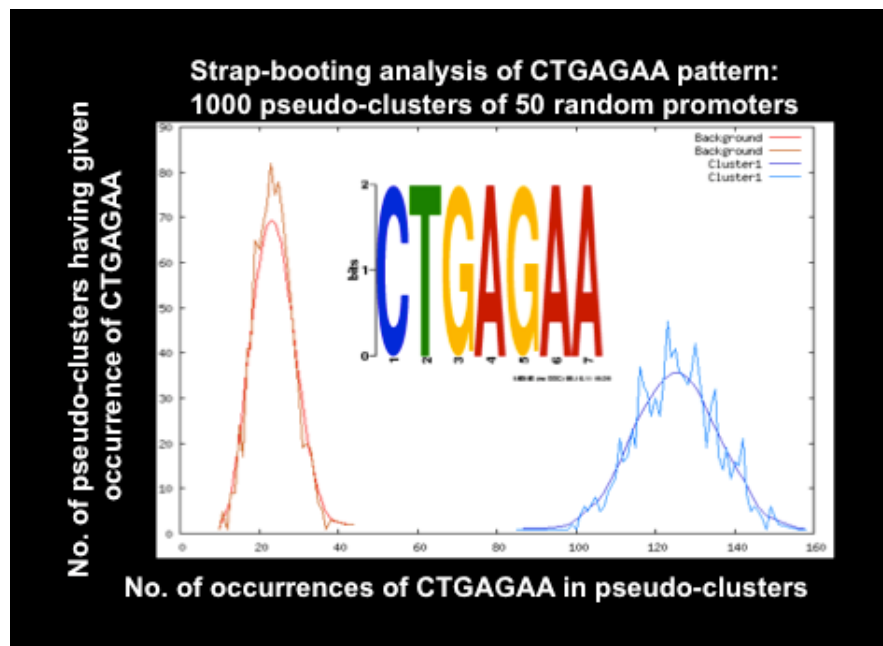 Strap-booting analysis of CTGAGAA pattern:
1000 pseudo-clusters of 50 random promoters
No. of pseudo-clusters having given
occurrence of CTGAGAA
90
80
70
60
50
40
30
20
10
0
Background
Background
Cluster1
Cluster1
2
1
0
bits
CTGAGAA
1 2 3 4 5 6 7
0 20 40 60 80 100 120 140 160
No. of occurrences of CTGAGAA in pseudo-clusters